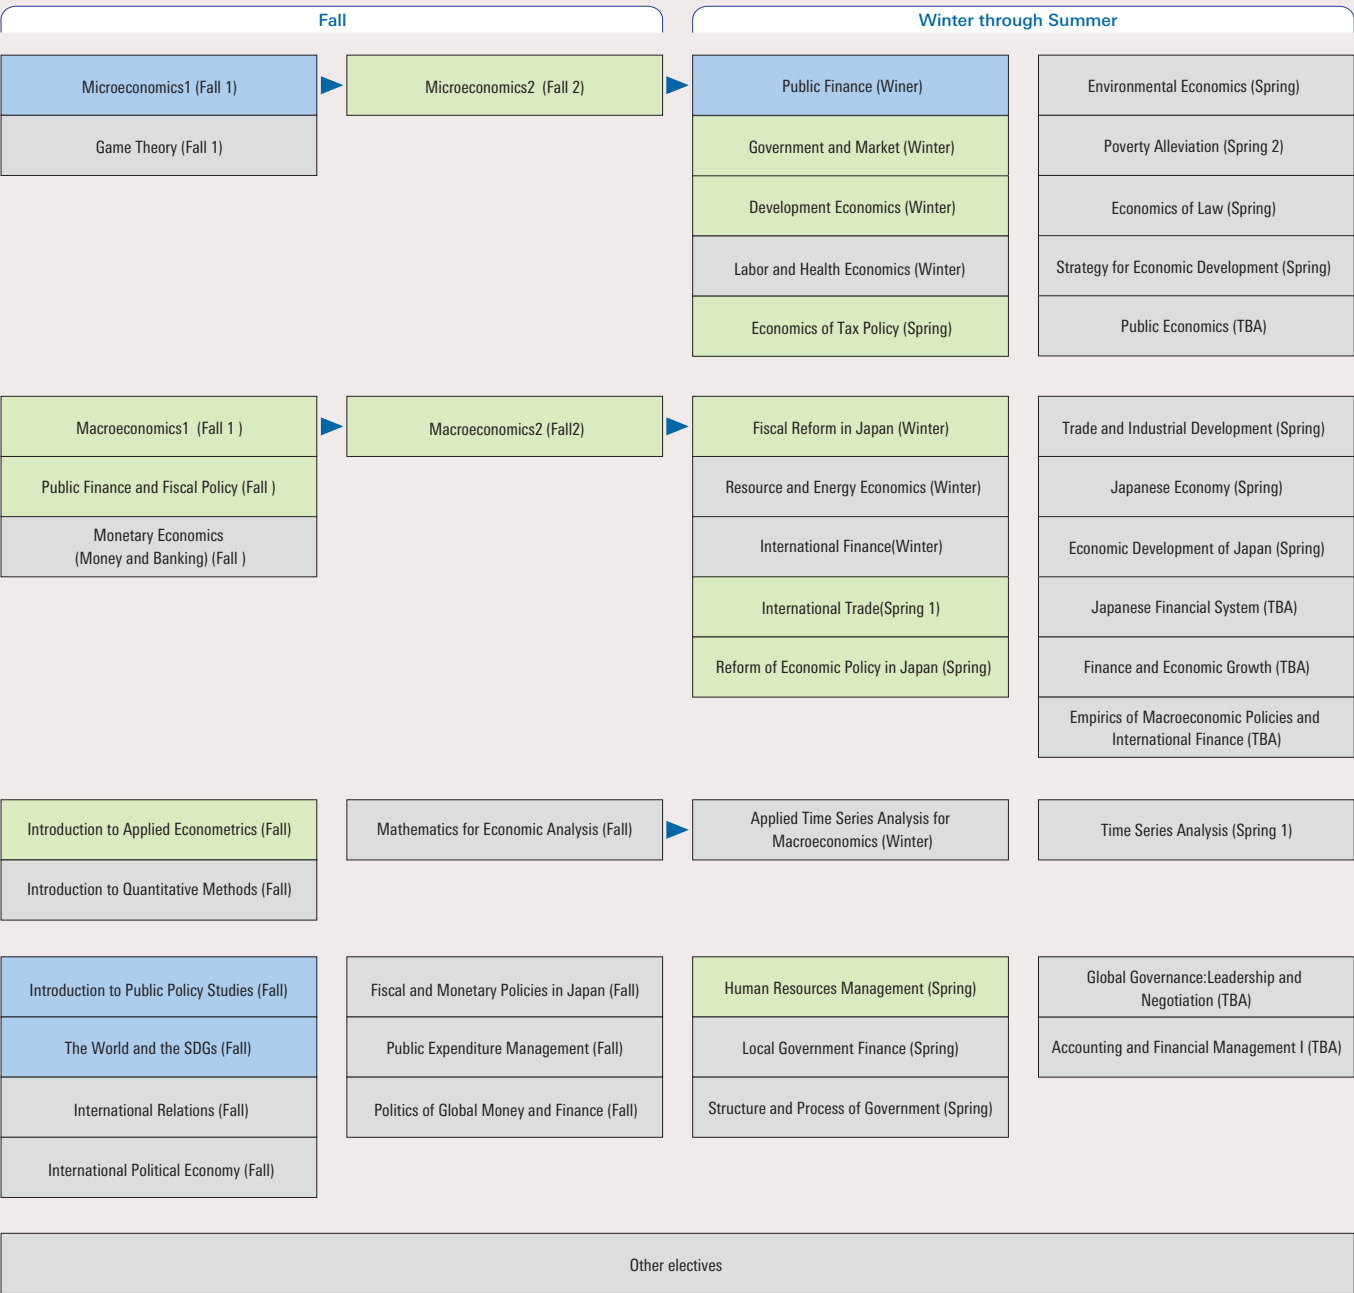 Fall
Winter through Summer
Microeconomics1 (Fall 1)
Microeconomics2 (Fall 2)
Public Finance (Winer)
Environmental Economics (Spring)
Game Theory (Fall 1)
Government and Market (Winter)
Poverty Alleviation (Spring 2)
Development Economics (Winter)
Economics of Law (Spring)
Labor and Health Economics (Winter)
Strategy for Economic Development (Spring)
Economics of Tax Policy (Spring)
Public Economics (TBA)
Macroeconomics1 (Fall 1 )
Macroeconomics2 (Fall2)
Fiscal Reform in Japan (Winter)
Trade and Industrial Development (Spring)
Public Finance and Fiscal Policy (Fall )
Resource and Energy Economics (Winter)
Japanese Economy (Spring)
Monetary Economics
(Money and Banking) (Fall )
International Finance(Winter)
Economic Development of Japan (Spring)
International Trade(Spring 1)
Japanese Financial System (TBA)
Reform of Economic Policy in Japan (Spring)
Finance and Economic Growth (TBA)
Empirics of Macroeconomic Policies and
International Finance (TBA)
Introduction to Applied Econometrics (Fall)
Mathematics for Economic Analysis (Fall)
Applied Time Series Analysis for
Macroeconomics (Winter)
Time Series Analysis (Spring 1)
Introduction to Quantitative Methods (Fall)
Introduction to Public Policy Studies (Fall)
Fiscal and Monetary Policies in Japan (Fall)
Human Resources Management (Spring)
Global Governance:Leadership and
Negotiation (TBA)
The World and the SDGs (Fall)
Public Expenditure Management (Fall)
Local Government Finance (Spring)
Accounting and Financial Management I (TBA)
International Relations (Fall)
Politics of Global Money and Finance (Fall)
Structure and Process of Government (Spring)
International Political Economy (Fall)
Other electives